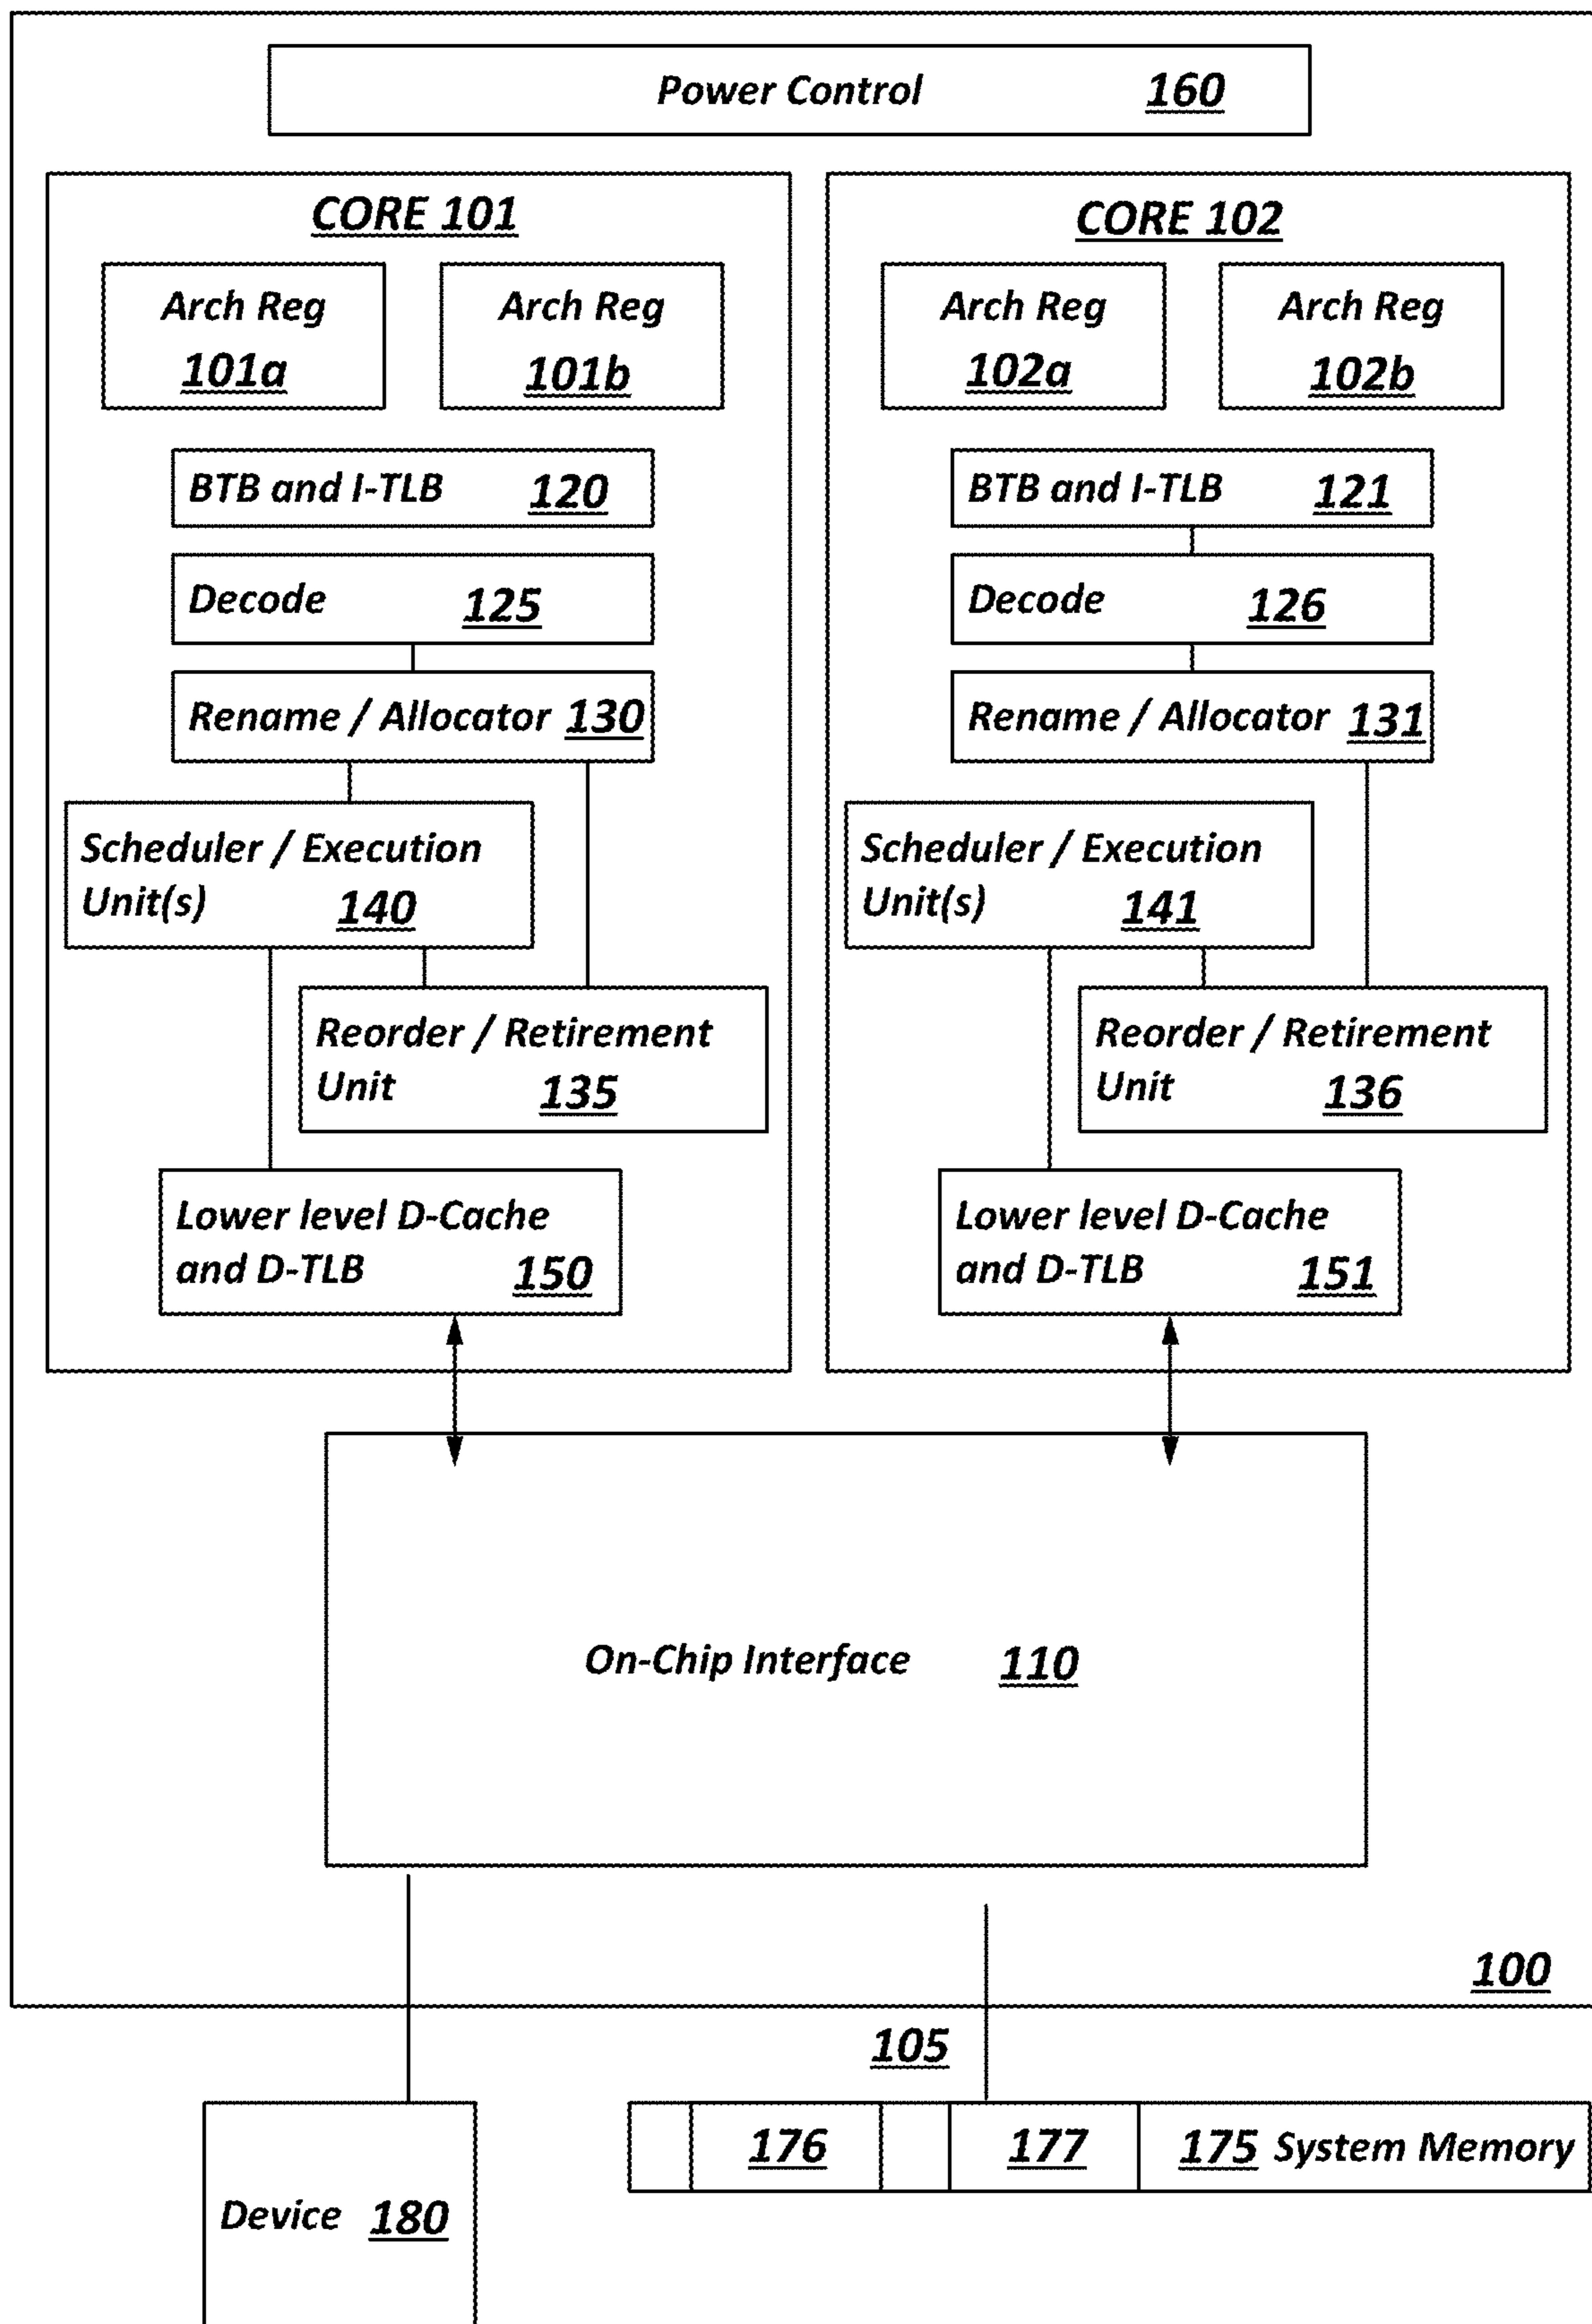 Power Control 160
CORE 101
Arch Reg
101a
Arch Reg
101b
BTB and I-TLB 120
Decode 125
Rename / Allocator 130
Scheduler / Execution
Unit(s) 140
Reorder / Retirement
Unit 135
Lower level D-Cache
and D-TLB 150
CORE 102
Arch Reg
102a
Arch Reg
102b
BTB and I-TLB 121
Decode 126
Rename / Allocator 131
Scheduler / Execution
Unit(s) 141
Reorder / Retirement
Unit 136
Lower level D-Cache
and D-TLB 151
On-Chip Interface 110
100
105
176 177 175 System Memory
Device 180